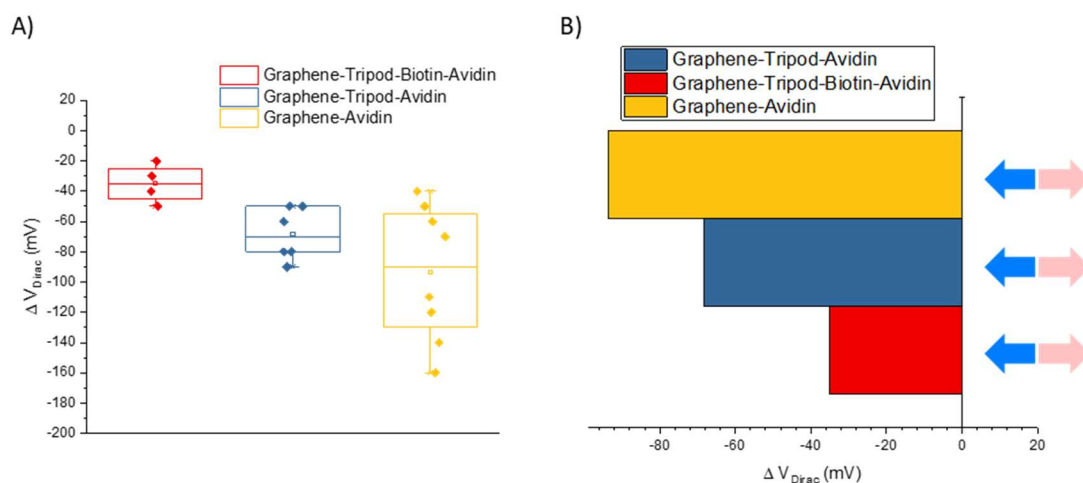 A)
Graphene-Tripod-Biotin-Avidin
Graphene-Tripod-Avidin
Graphene-Avidin
20
0
-20
-40
-60
-80
-100
-120
-140
-160
-180
-200
Δ V Dirac (mV)
B)
Graphene-Tripod-Avidin
Graphene-Tripod-Biotin-Avidin
Graphene-Avidin
-80 -60 -40 -20 0 20
Δ V Dirac (mV)